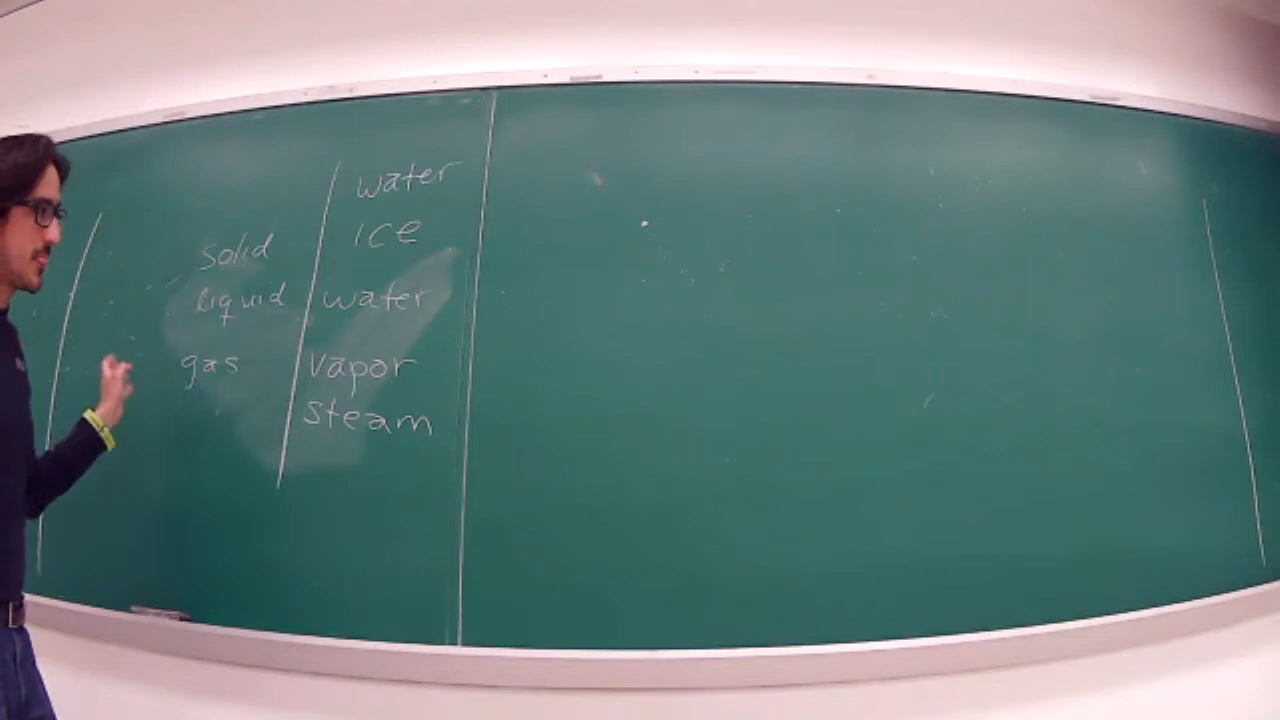 water
solid ice
liquid water
gas vapor
steam